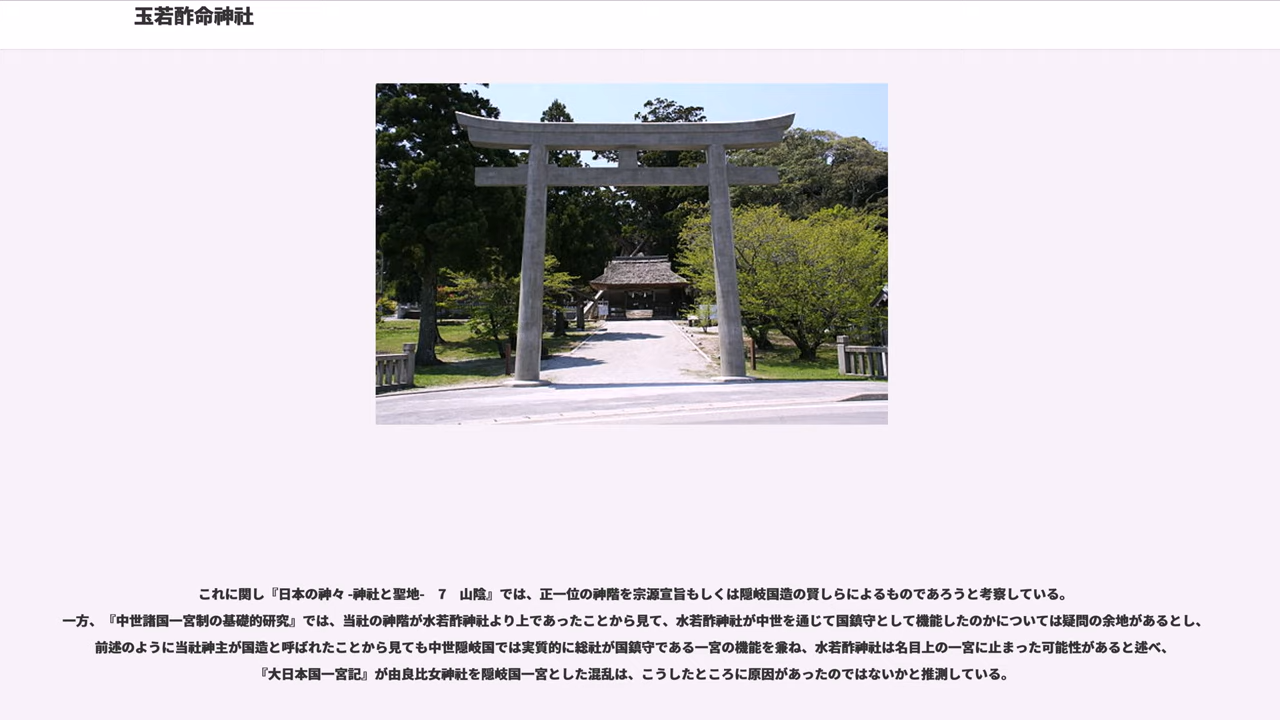 玉若酢命神社
これに関し『日本の神々 -神社と聖地-　7　山陰』では、正一位の神階を宗源宣旨もしくは隠岐国造の賢しらによるものであろうと考察している。
一方、『中世諸国一宮制の基礎的研究』では、当社の神階が水若酢神社より上であったことから見て、水若酢神社が中世を通じて国鎮守として機能したのかについては疑問の余地があるとし、
前述のように当社神主が国造と呼ばれたことから見ても中世隠岐国では実質的に総社が国鎮守である一宮の機能を兼ね、水若酢神社は名目上の一宮に止まった可能性があると述べ、
『大日本国一宮記』が由良比女神社を隠岐国一宮とした混乱は、こうしたところに原因があったのではないかと推測している。